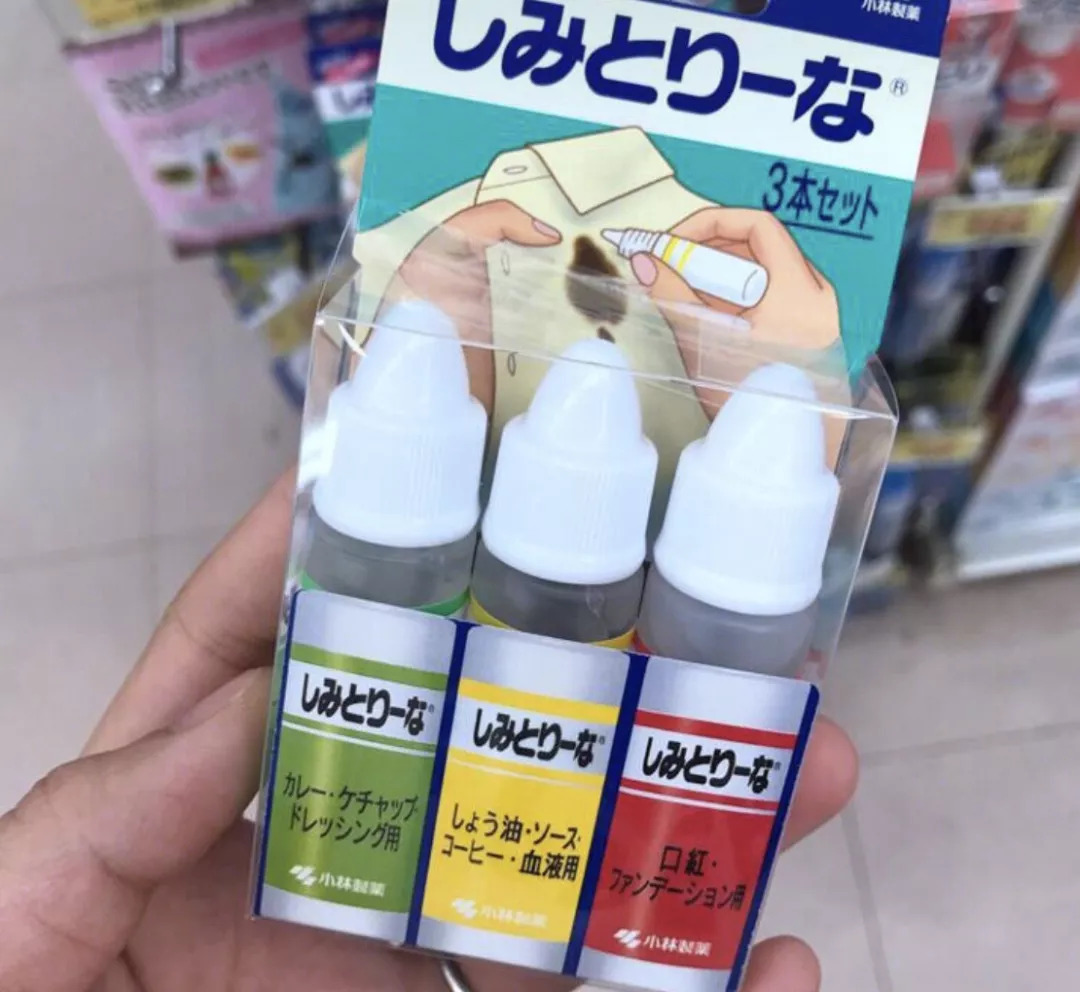 小林製薬
しみとりーな®
3本セット
しみとりーな®
カレー・ケチャップ・
ドレッシング用
小林製薬
しみとりーな®
しょう油・ソース・
コーヒー・血液用
小林製薬
しみとりーな®
口紅・
ファンデーション用
小林製薬